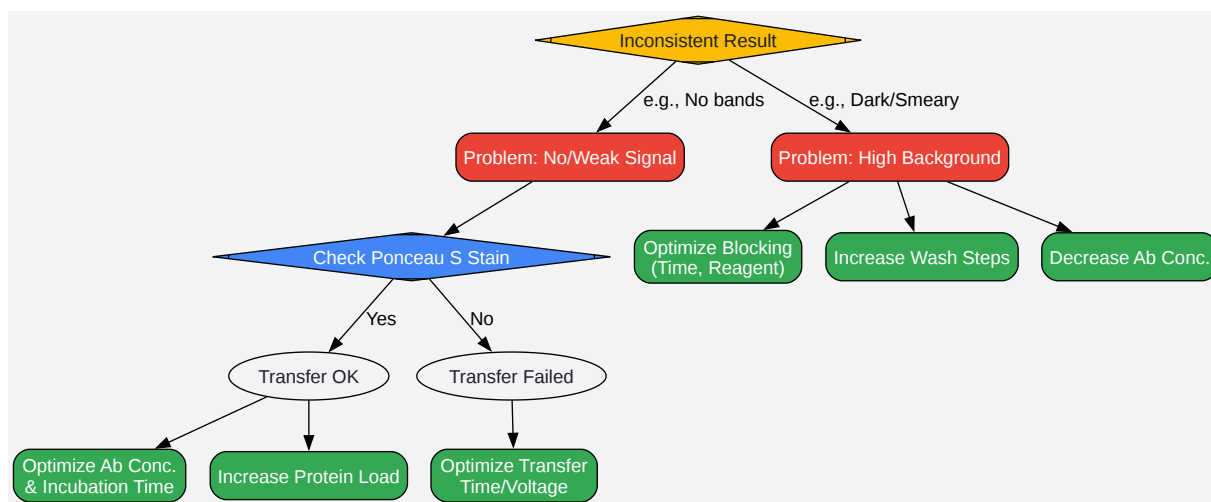 Inconsistent Result
e.g., No bands
e.g., Dark/Smeary
Problem: No/Weak Signal
Problem: High Background
Check Ponceau S Stain
Optimize Blocking
(Time, Reagent)
Increase Wash Steps
Decrease Ab Conc.
Yes
No
Transfer OK
Transfer Failed
Optimize Ab Conc.
& Incubation Time
Increase Protein Load
Optimize Transfer
Time/Voltage